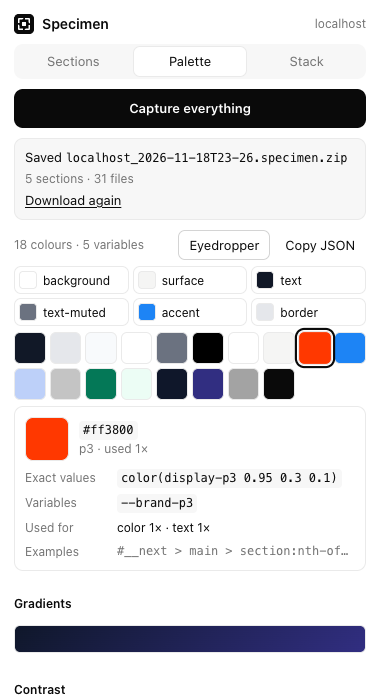 Specimen
localhost
Sections
Palette
Stack
Capture everything
Saved localhost_2026-11-18T23-26.specimen.zip
5 sections · 31 files
Download again
18 colours · 5 variables
Eyedropper
Copy JSON
background
surface
text
text-muted
accent
border
#ff3800
p3 · used 1×
Exact values color(display-p3 0.95 0.3 0.1)
Variables --brand-p3
Used for color 1× · text 1×
Examples #__next > main > section:nth-of…
Gradients
Contrast